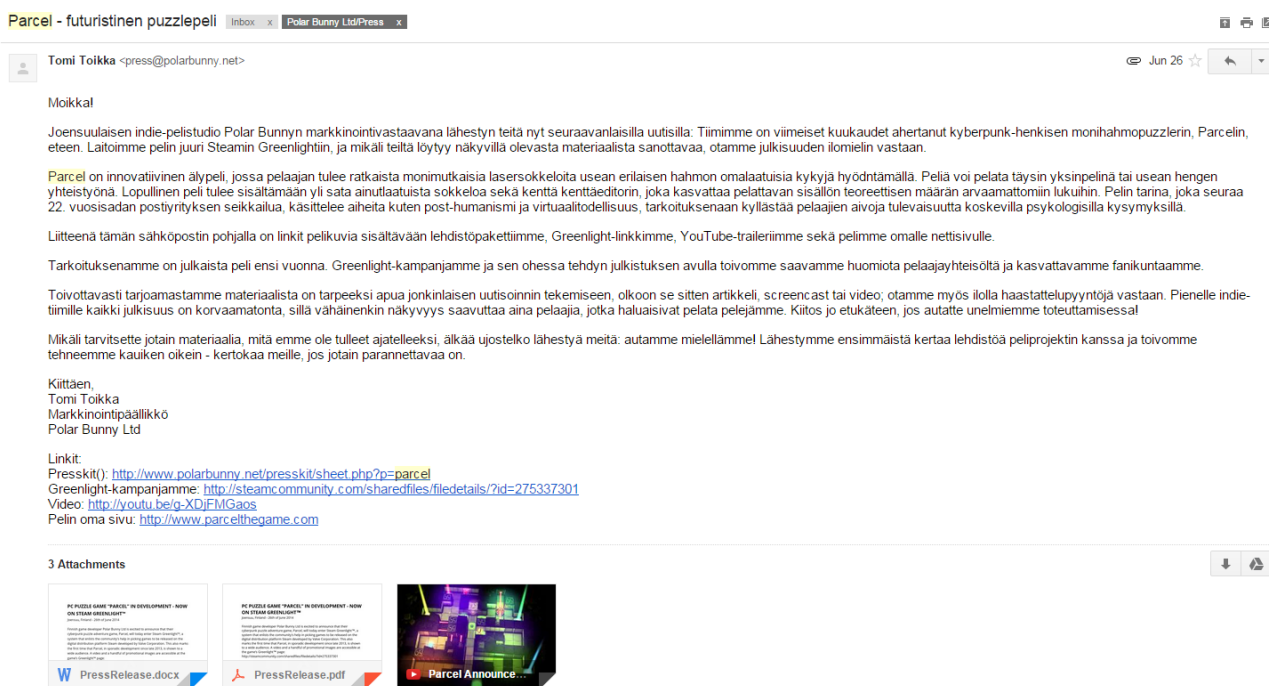 Parcel - futuristinen puzzlepeli Inbox x Polar Bunny Ltd/Press x
Tomi Toikka <press@polarbunny.net> Jun 26
Moikka!
Joensuulaisen indie-pelistudio Polar Bunnyn markkinointivastaavana lähestyn teitä nyt seuraavanlaisilla uutisilla: Tiimimme on viimeiset kuukaudet ahertanut kyberpunk-henkisen monihahmopuzzlerin, Parcelin,
eteen. Laitoimme pelin juuri Steamin Greenlightiin, ja mikäli teiltä löytyy näkyvillä olevasta materiaalista sanottavaa, otamme julkisuuden ilomielin vastaan.
Parcel on innovatiivinen älypeli, jossa pelaajan tulee ratkaista monimutkaisia lasersokkeloita usean erilaisen hahmon omalaatuisia kykyjä hyödntämällä. Peliä voi pelata täysin yksinpelinä tai usean hengen
yhteistyönä. Lopullinen peli tulee sisältämään yli sata ainutlaatuista sokkeloa sekä kenttä kenttäeditorin, joka kasvattaa pelattavan sisällön teoreettisen määrän arvaamattomiin lukuihin. Pelin tarina, joka seuraa
22. vuosisadan postiyrityksen seikkailua, käsittelee aiheita kuten post-humanismi ja virtuaalitodellisuus, tarkoituksenaan kyllästää pelaajien aivoja tulevaisuutta koskevilla psykologisilla kysymyksillä.
Liitteenä tämän sähköpostin pohjalla on linkit pelikuvia sisältävään lehdistöpakettiimme, Greenlight-linkkimme, YouTube-traileriimme sekä pelimme omalle nettisivulle.
Tarkoituksenamme on julkaista peli ensi vuonna. Greenlight-kampanjamme ja sen ohessa tehdyn julkistuksen avulla toivomme saavamme huomiota pelaajayhteisöltä ja kasvattavamme fanikuntaamme.
Toivottavasti tarjoamastamme materiaalista on tarpeeksi apua jonkinlaisen uutisoinnin tekemiseen, olkoon se sitten artikkeli, screencast tai video; otamme myös ilolla haastattelupyyntöjä vastaan. Pienelle indie-
tiimille kaikki julkisuus on korvaamatonta, sillä vähäinenkin näkyvyys saavuttaa aina pelaajia, jotka haluaisivat pelata pelejämme. Kiitos jo etukäteen, jos autatte unelmiemme toteuttamisessa!
Mikäli tarvitsette jotain materiaalia, mitä emme ole tulleet ajatelleeksi, älkää ujostelko lähestyä meitä: autamme mielellämme! Lähestymme ensimmäistä kertaa lehdistöä peliprojektin kanssa ja toivomme
tehneemme kauiken oikein - kertokaa meille, jos jotain parannettavaa on.
Kiittäen,
Tomi Toikka
Markkinointipäällikkö
Polar Bunny Ltd
Linkit:
Presskit(): http://www.polarbunny.net/presskit/sheet.php?p=parcel
Greenlight-kampanjamme: http://steamcommunity.com/sharedfiles/filedetails/?id=275337301
Video: http://youtu.be/g-XDjFMGaos
Pelin oma sivu: http://www.parcelthegame.com
3 Attachments
PC PUZZLE GAME "PARCEL" IN DEVELOPMENT - NOW
ON STEAM GREENLIGHT™
PC PUZZLE GAME "PARCEL" IN DEVELOPMENT - NOW
ON STEAM GREENLIGHT™
PressRelease.docx
PressRelease.pdf
Parcel Announce...